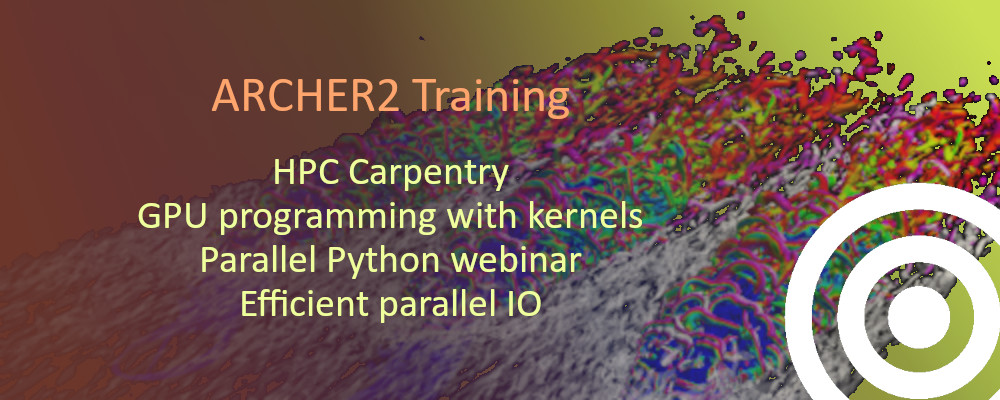 ARCHER2 Training
HPC Carpentry
GPU programming with kernels
Parallel Python webinar
Efficient parallel IO